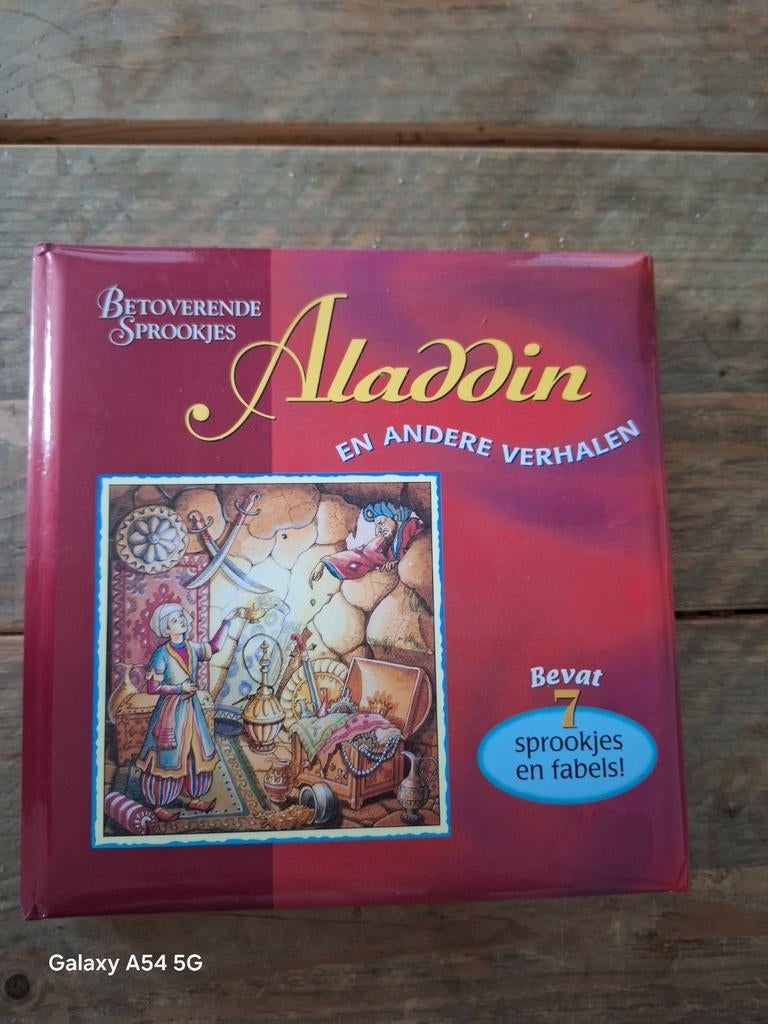 BETOVERENDE
SPROOKJES
Aladdin
EN ANDERE VERHALEN
Bevat
7
sprookjes
en fabels!
Galaxy A54 5G